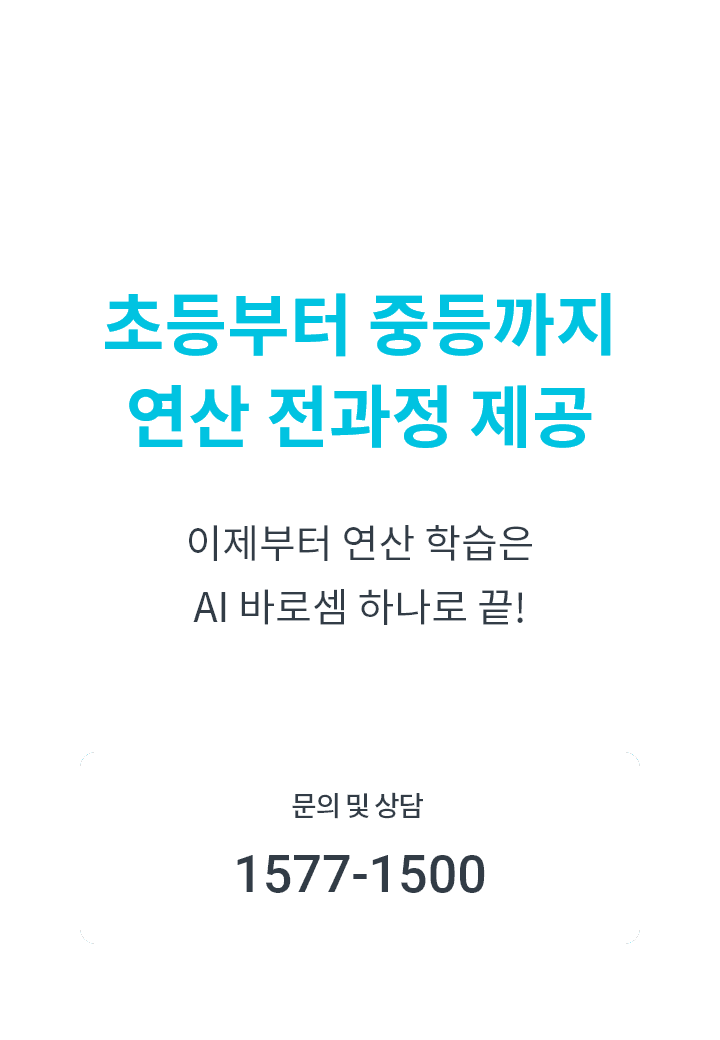 초등부터 중등까지
연산 전과정 제공
이제부터 연산 학습은
AI 바로셈 하나로 끝!
문의 및 상담
1577-1500